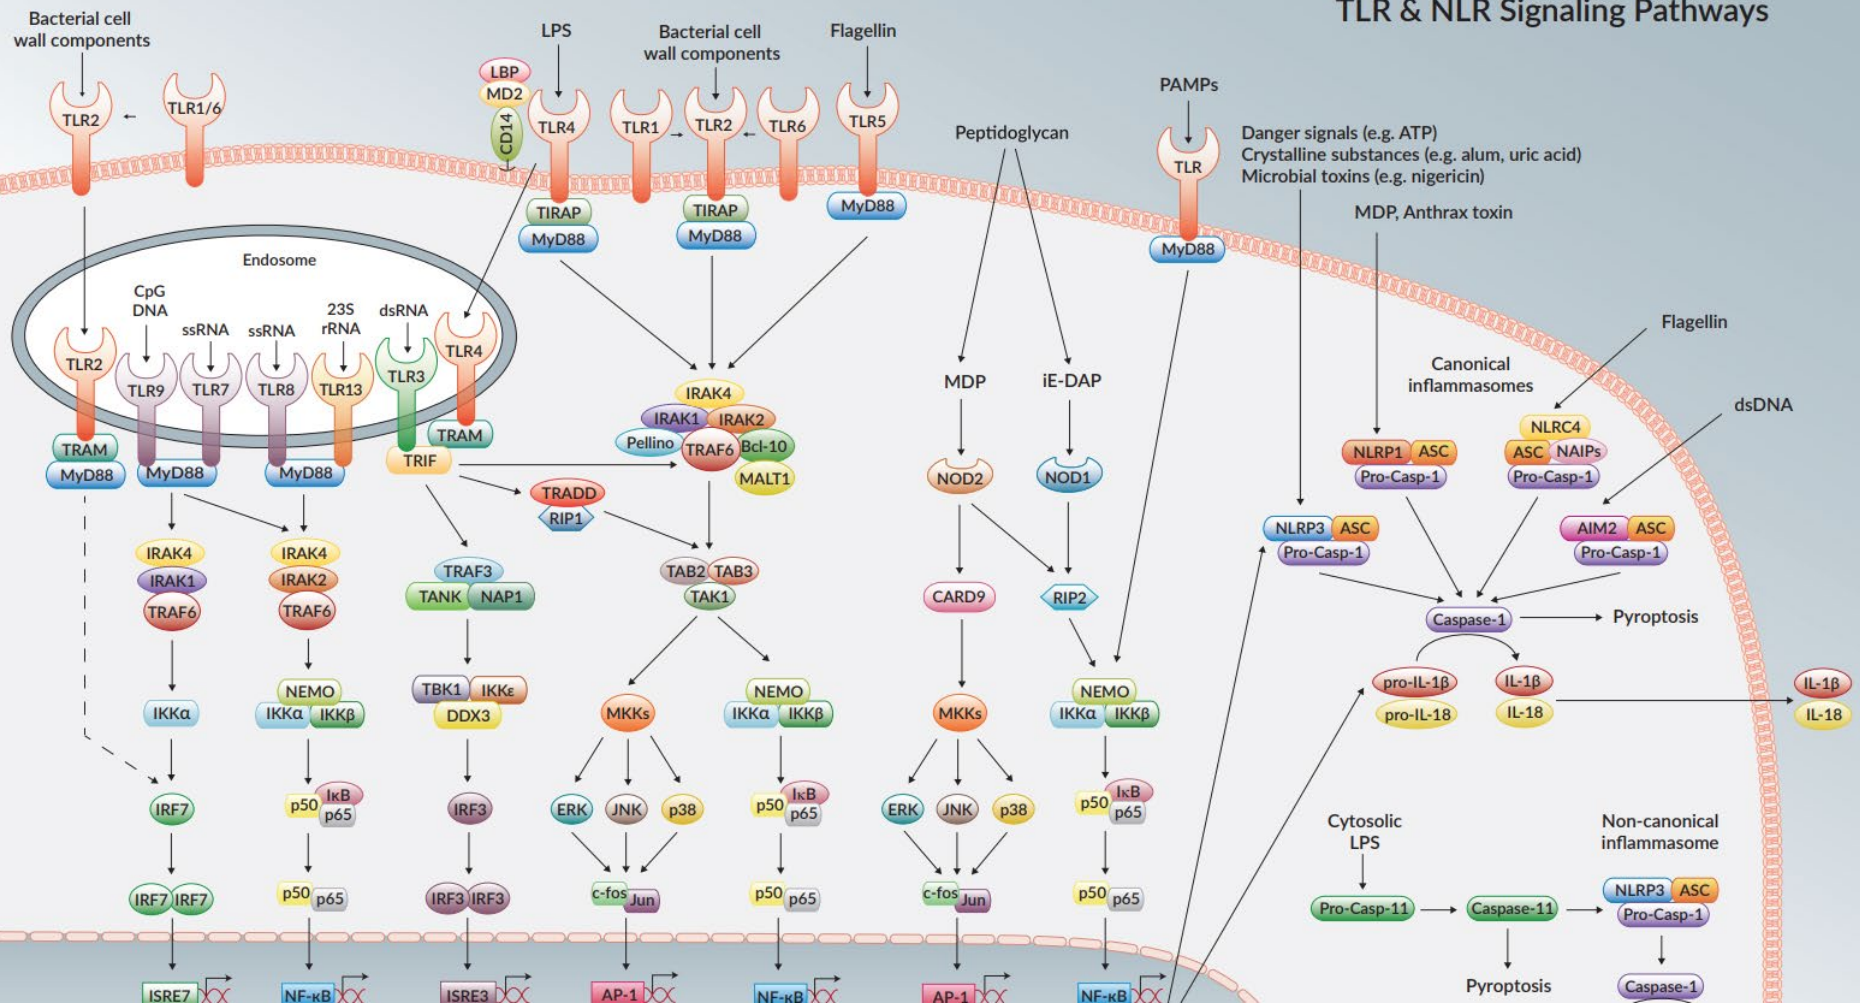 TLR & NLR Signaling Pathways
Bacterial cell
wall components
TLR2
TLR1/6
LBP
MD2
CD14
LPS
TLR4
Bacterial cell
wall components
TLR1
TLR2
TLR6
Flagellin
TLR5
TIRAP
MyD88
TIRAP
MyD88
MyD88
Peptidoglycan
PAMPs
TLR
MyD88
Danger signals (e.g. ATP)
Crystalline substances (e.g. alum, uric acid)
Microbial toxins (e.g. nigericin)
MDP, Anthrax toxin
Flagellin
dsDNA
Endosome
CpG
DNA
ssRNA
ssRNA
23S
rRNA
dsRNA
TLR2
TLR9
TLR7
TLR8
TLR13
TLR3
TLR4
TRAM
MyD88
MyD88
MyD88
TRIF
TRAM
IRAK4
IRAK1
IRAK2
Pellino
TRAF6
Bcl-10
MALT1
TRADD
RIP1
MDP
iE-DAP
NOD2
NOD1
Canonical
inflammasomes
NLRP1
ASC
Pro-Casp-1
NLRC4
ASC
NAIPs
Pro-Casp-1
NLRP3
ASC
Pro-Casp-1
AIM2
ASC
Pro-Casp-1
IRAK4
IRAK1
TRAF6
IRAK4
IRAK2
TRAF6
TRAF3
TANK
NAP1
TAB2
TAB3
TAK1
CARD9
RIP2
Caspase-1
Pyroptosis
pro-IL-1β
pro-IL-18
IL-1β
IL-18
IL-1β
IL-18
IKKα
NEMO
IKKα
IKKβ
TBK1
IKKε
DDX3
MKKs
NEMO
IKKα
IKKβ
MKKs
NEMO
IKKα
IKKβ
IRF7
p50
IκB
p65
IRF3
ERK
JNK
p38
p50
IκB
p65
ERK
JNK
p38
p50
IκB
p65
IRF7
IRF7
p50
p65
IRF3
IRF3
c-fos
Jun
p50
p65
c-fos
Jun
p50
p65
Cytosolic
LPS
Non-canonical
inflammasome
Pro-Casp-11
Caspase-11
NLRP3
ASC
Pro-Casp-1
Pyroptosis
Caspase-1
ISRE7
NF-κB
ISRE3
AP-1
NF-κB
AP-1
NF-κB